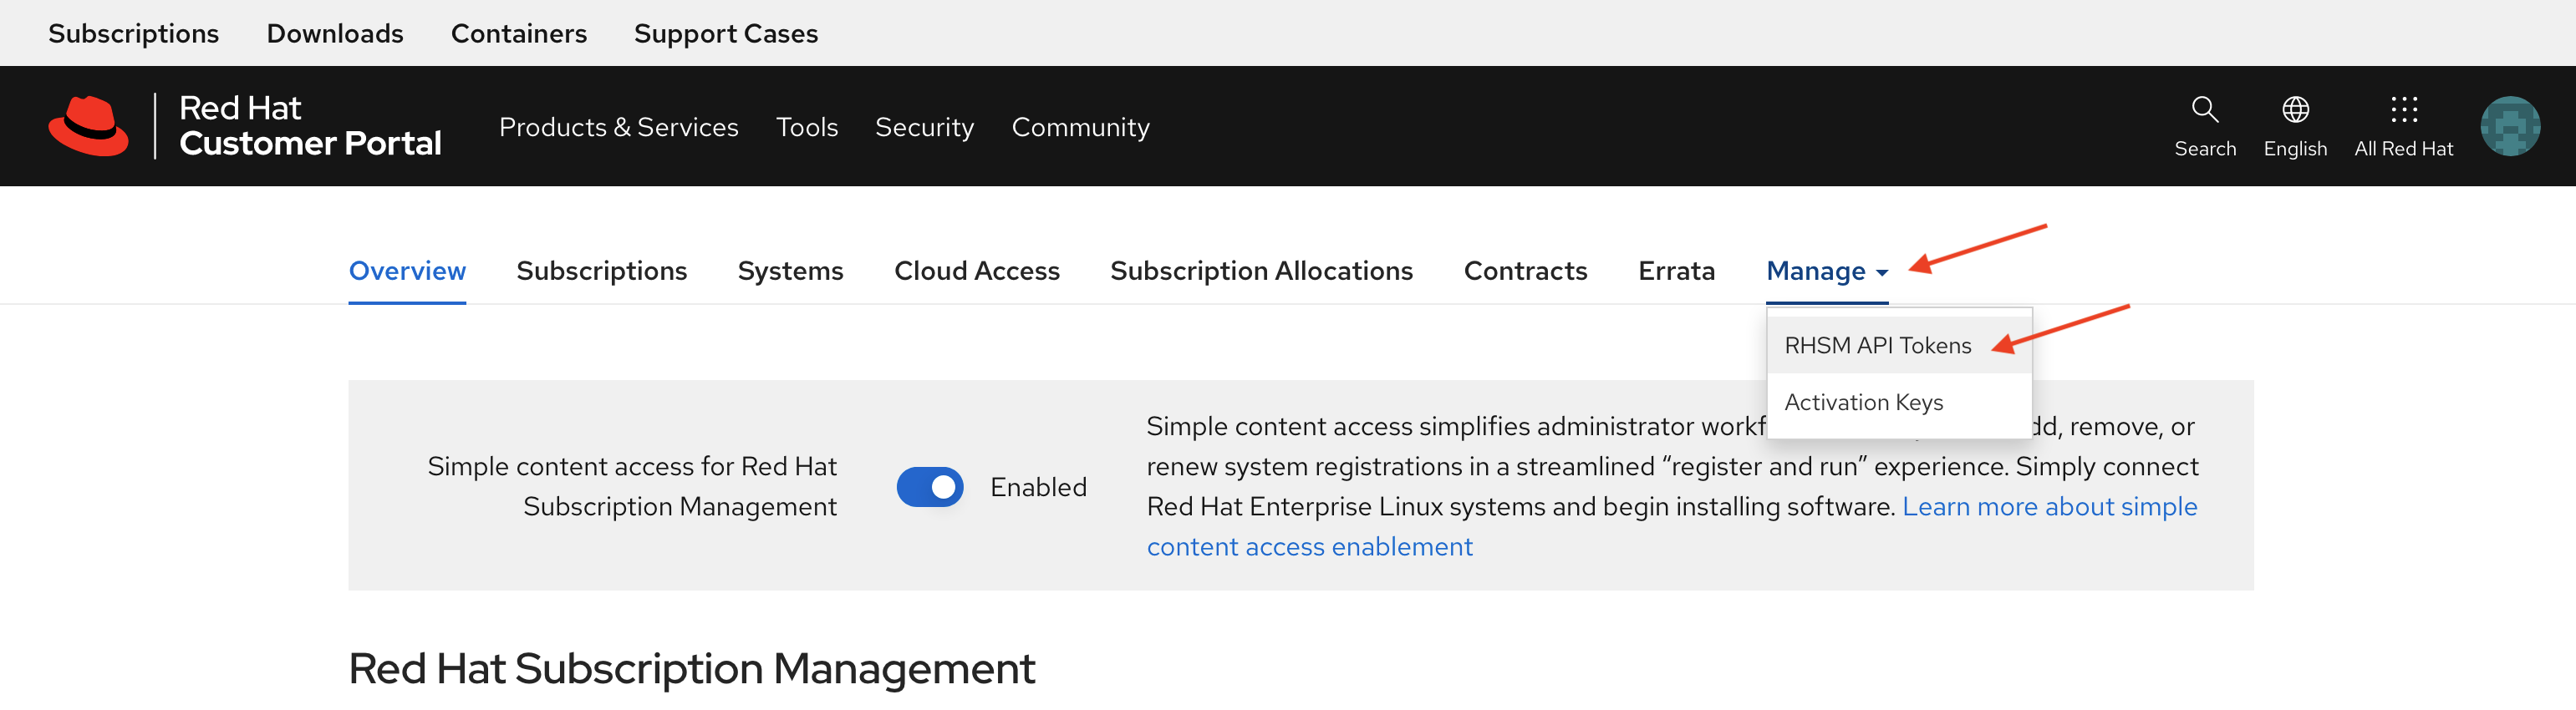 Subscriptions Downloads Containers Support Cases
Red Hat
Customer Portal
Products & Services Tools Security Community
Search English All Red Hat
Overview Subscriptions Systems Cloud Access Subscription Allocations Contracts Errata Manage
RHSM API Tokens
Activation Keys
Simple content access for Red Hat
Subscription Management
Enabled
Simple content access simplifies administrator dd, remove, or
renew system registrations in a streamlined “register and run” experience. Simply connect
Red Hat Enterprise Linux systems and begin installing software. Learn more about simple
content access enablement
Red Hat Subscription Management